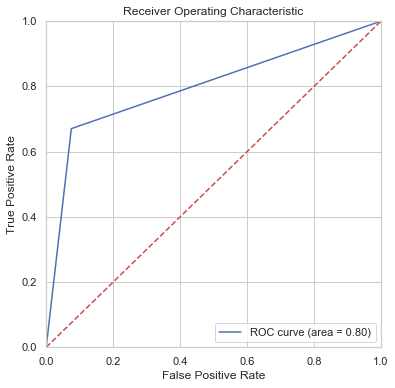 Receiver Operating Characteristic
1.0
0.8
0.6
0.4
0.2
0.0
True Positive Rate
ROC curve (area = 0.80)
0.0 0.2 0.4 0.6 0.8 1.0
False Positive Rate